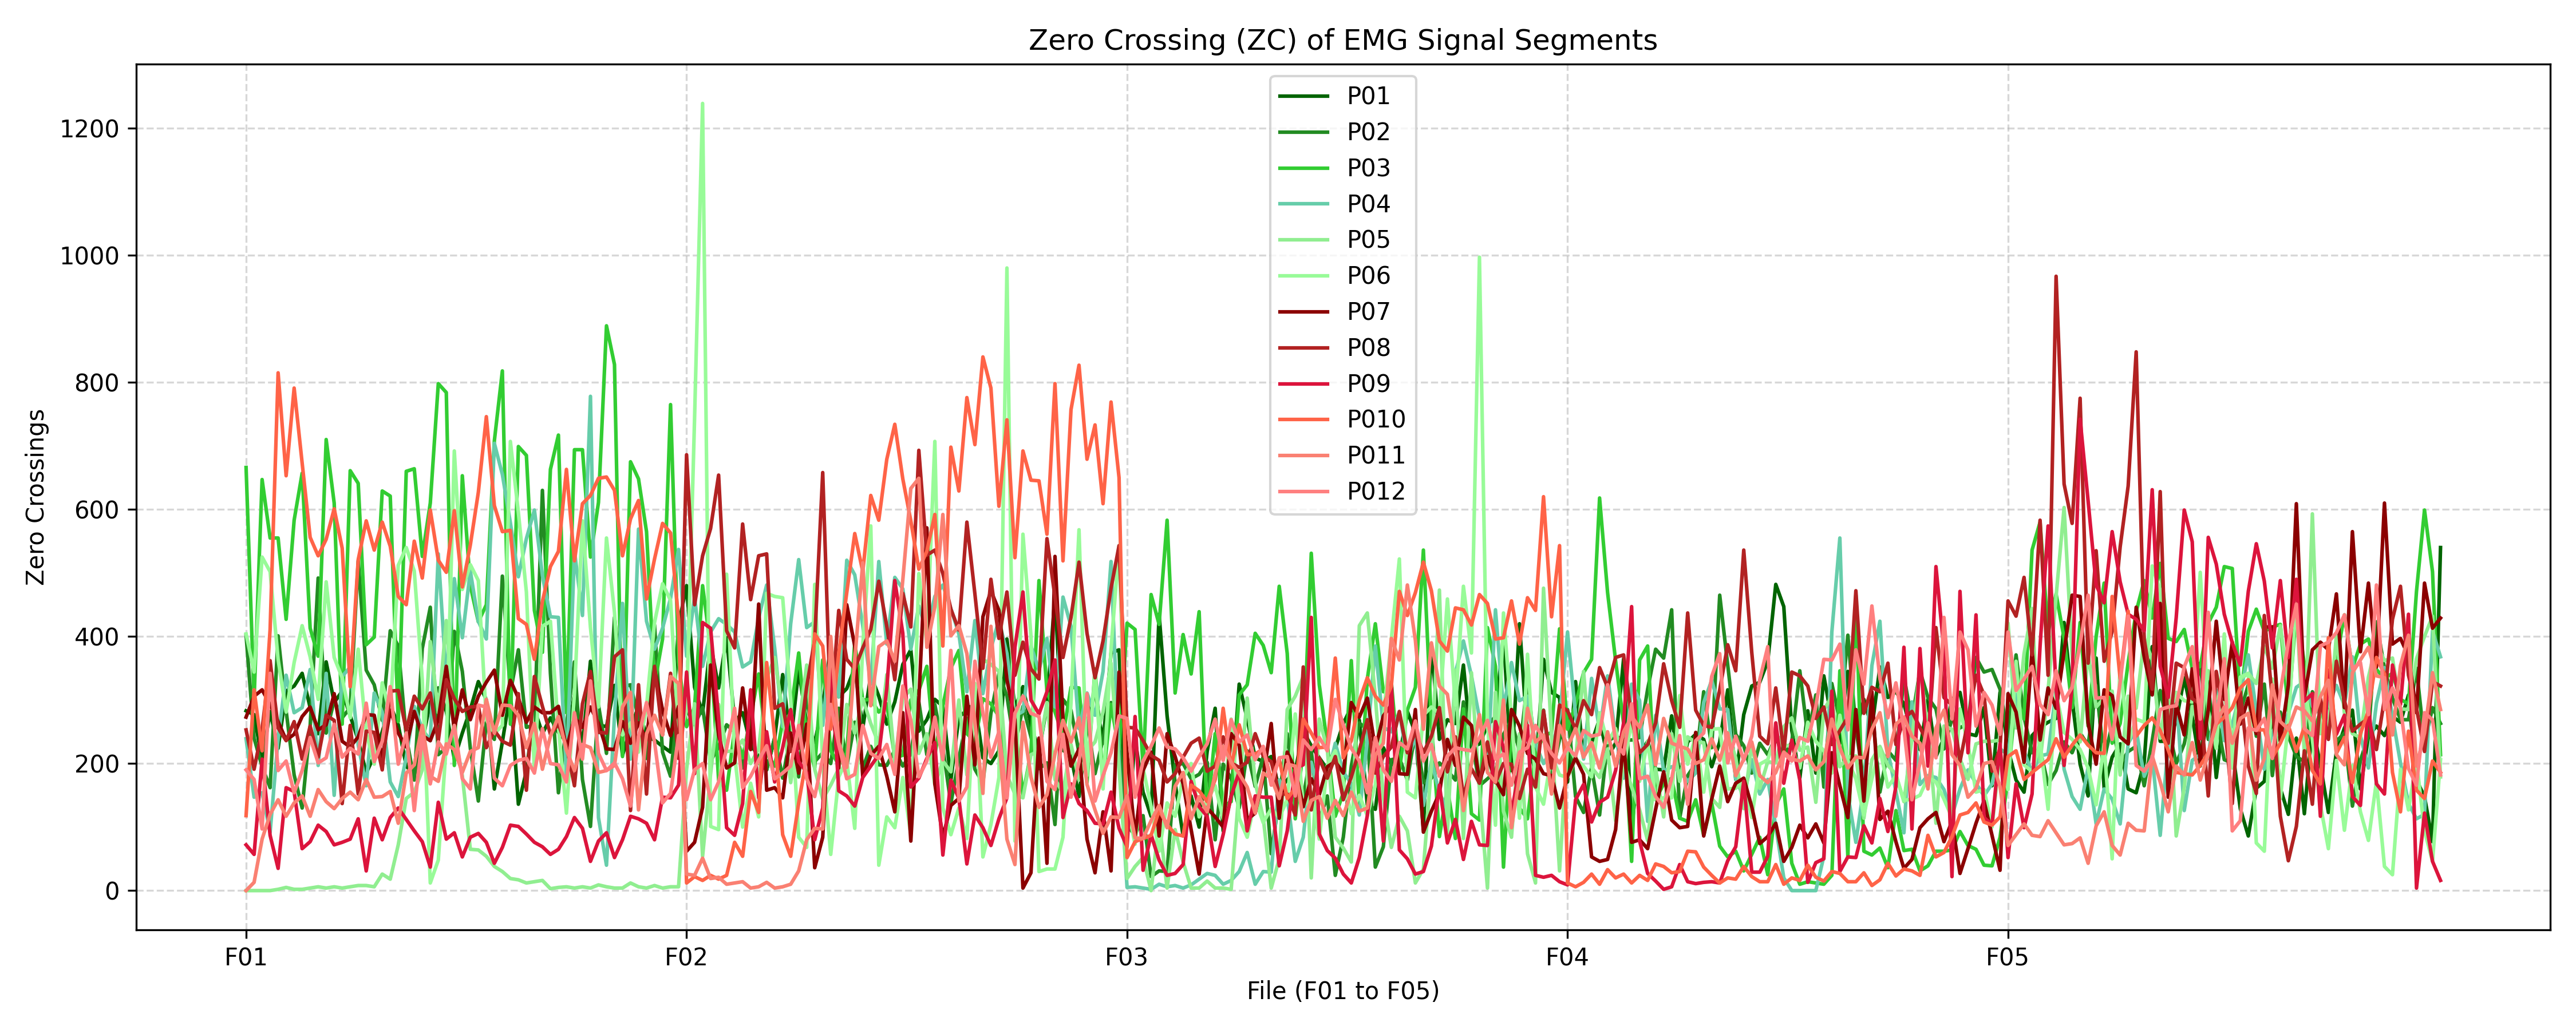 Zero Crossing (ZC) of EMG Signal Segments
Zero Crossings
1200
1000
800
600
400
200
0
P01
P02
P03
P04
P05
P06
P07
P08
P09
P010
P011
P012
F01
F02
F03
F04
F05
File (F01 to F05)